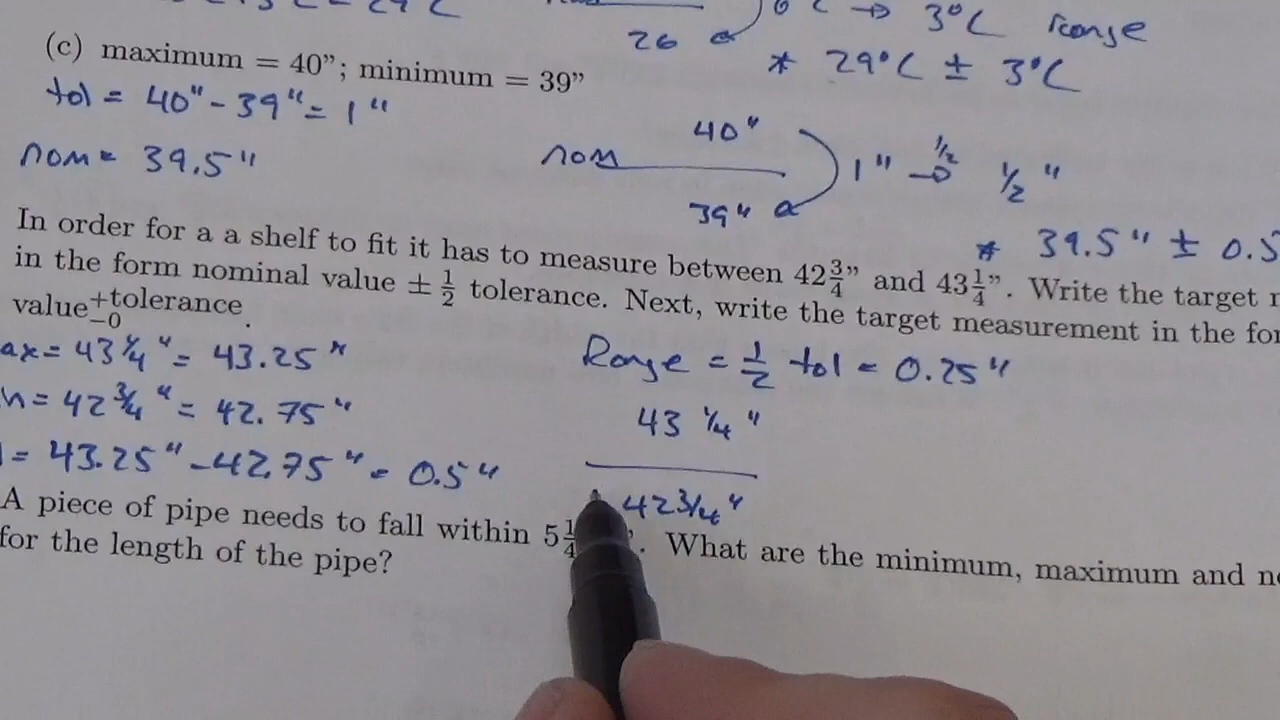 26
→ 3°C range
* 29°C ± 3°C
(c) maximum = 40"; minimum = 39"
tol = 40" - 39" = 1"
nom = 39.5"
40"
nom
39"
1" 1/2 → 1/2"
* 39.5" ± 0.5
In order for a a shelf to fit it has to measure between 42 3/4" and 43 1/4". Write the target
in the form nominal value ± 1/2 tolerance. Next, write the target measurement in the
value +tolerance −0 .
ax = 43 1/4" = 43.25"
= 42 3/4" = 42.75"
= 43.25" - 42.75" = 0.5"
Range = 1/2 tol = 0.25"
43 1/4"
42 3/4"
A piece of pipe needs to fall within 5 1/4 ". What are the minimum, maximum and
for the length of the pipe?